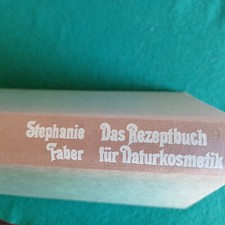 Stephanie Faber
Das Rezeptbuch für Naturkosmetik